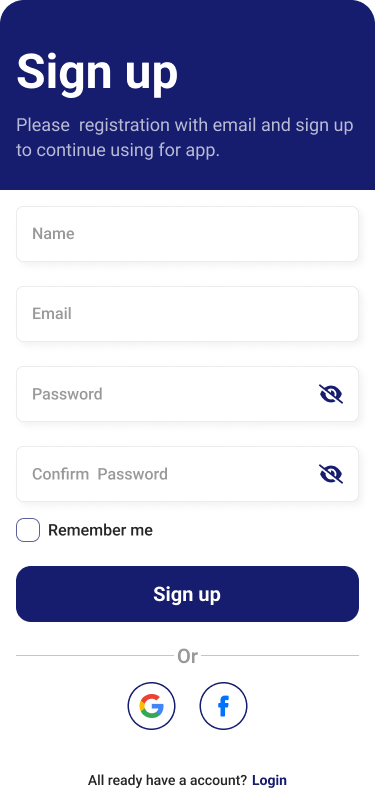 Sign up
Please  registration with email and sign up
to continue using for app.
Name
Email
Password
Confirm  Password
Remember me
Sign up
Or
All ready have a account? Login